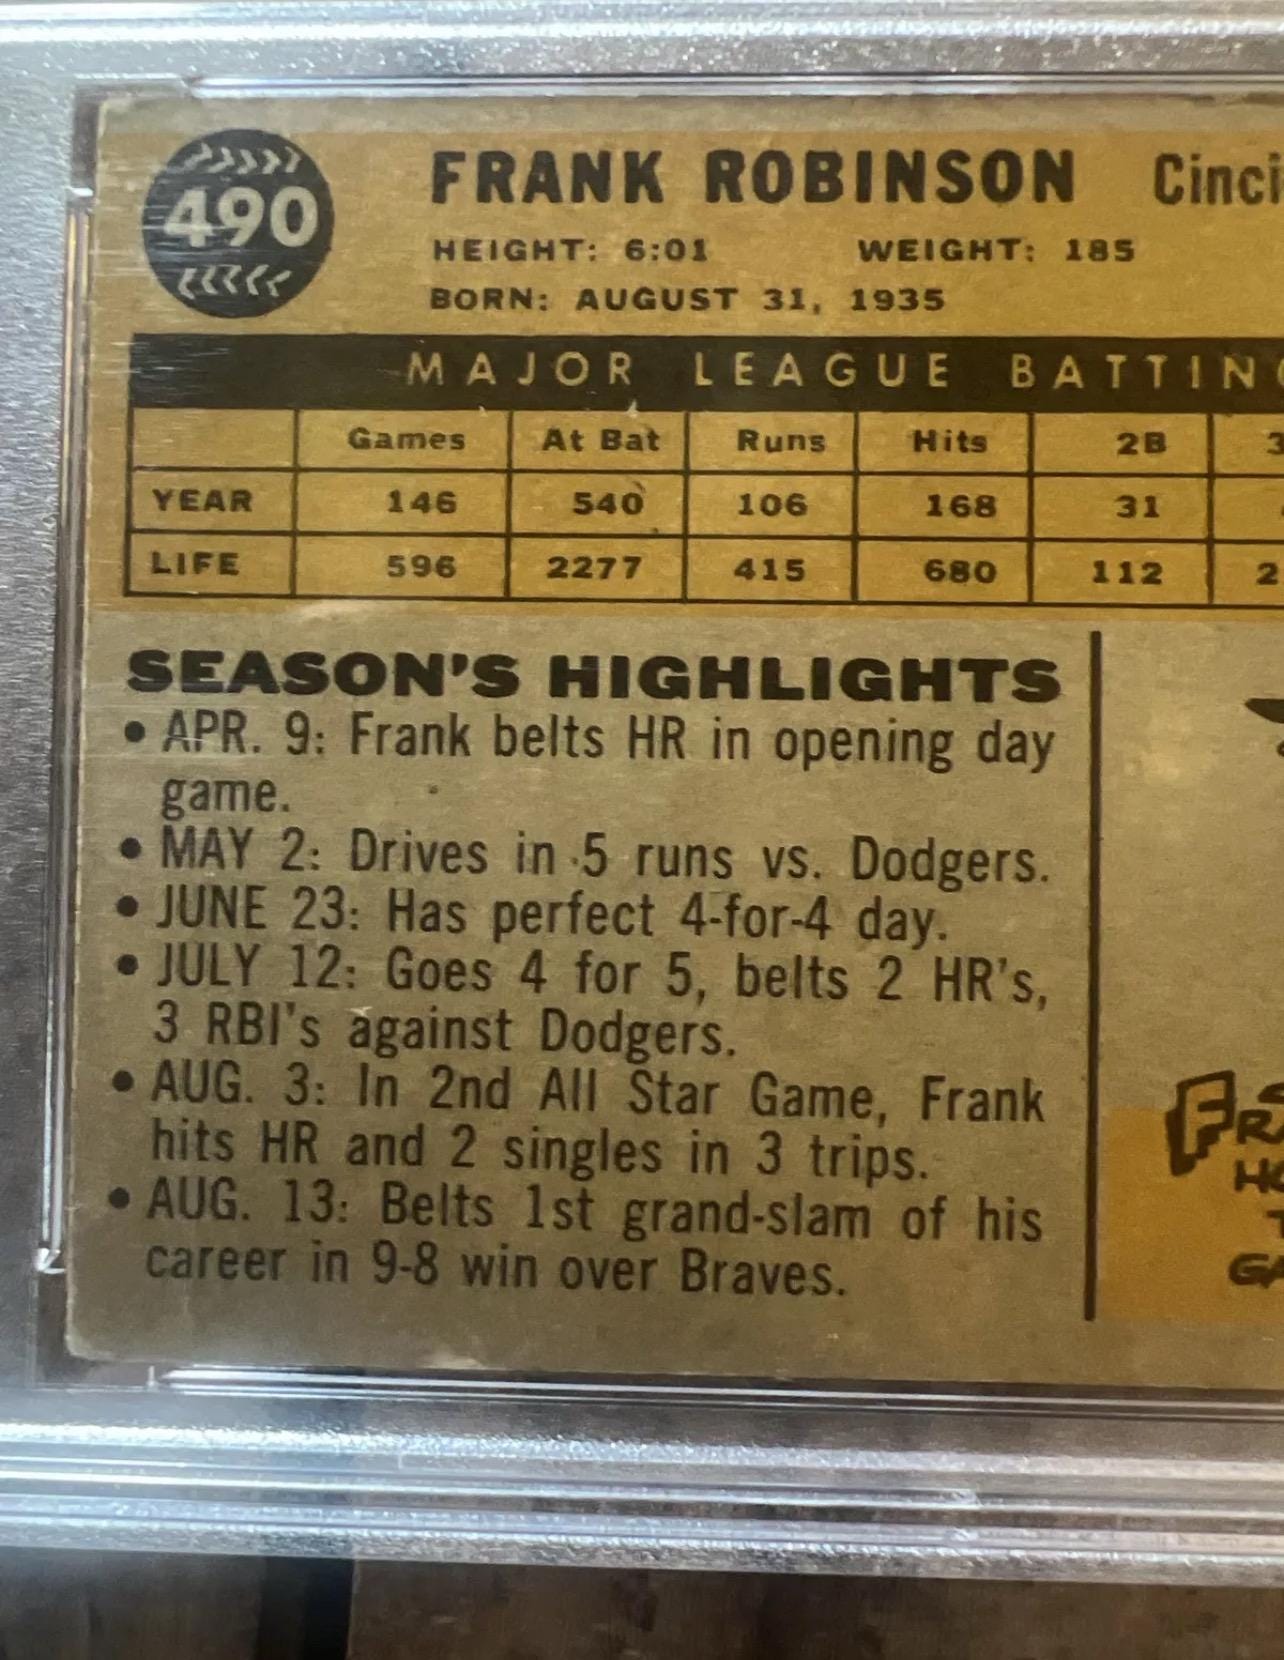 490
FRANK ROBINSON
HEIGHT: 6:01 WEIGHT: 185
BORN: AUGUST 31, 1935
MAJOR LEAGUE
Games At Bat Runs Hits 2B
YEAR 146 540 106 168 31
LIFE 596 2277 415 680 112
SEASON'S HIGHLIGHTS
• APR. 9: Frank belts HR in opening day
game.
• MAY 2: Drives in 5 runs vs. Dodgers.
• JUNE 23: Has perfect 4-for-4 day.
• JULY 12: Goes 4 for 5, belts 2 HR's,
3 RBI's against Dodgers.
• AUG. 3: In 2nd All Star Game, Frank
hits HR and 2 singles in 3 trips.
• AUG. 13: Belts 1st grand-slam of his
career in 9-8 win over Braves.